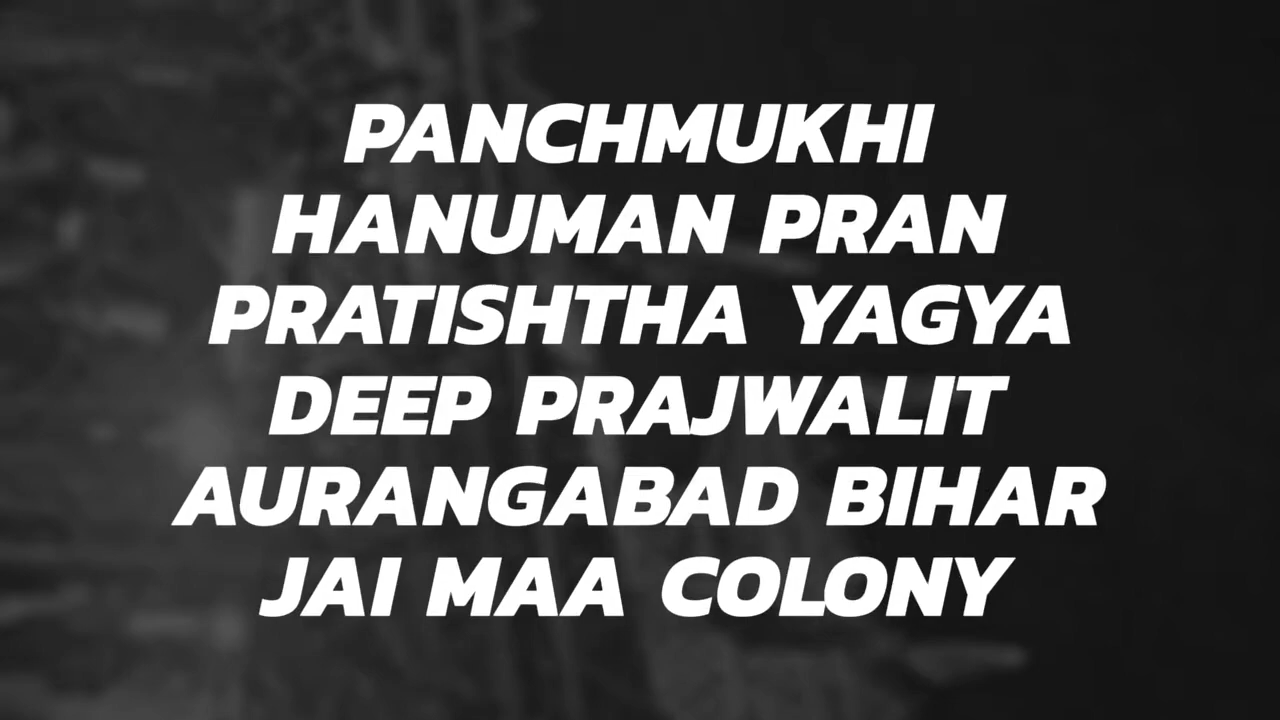 PANCHMUKHI
HANUMAN PRAN
PRATISHTHA YAGYA
DEEP PRAJWALIT
AURANGABAD BIHAR
JAI MAA COLONY